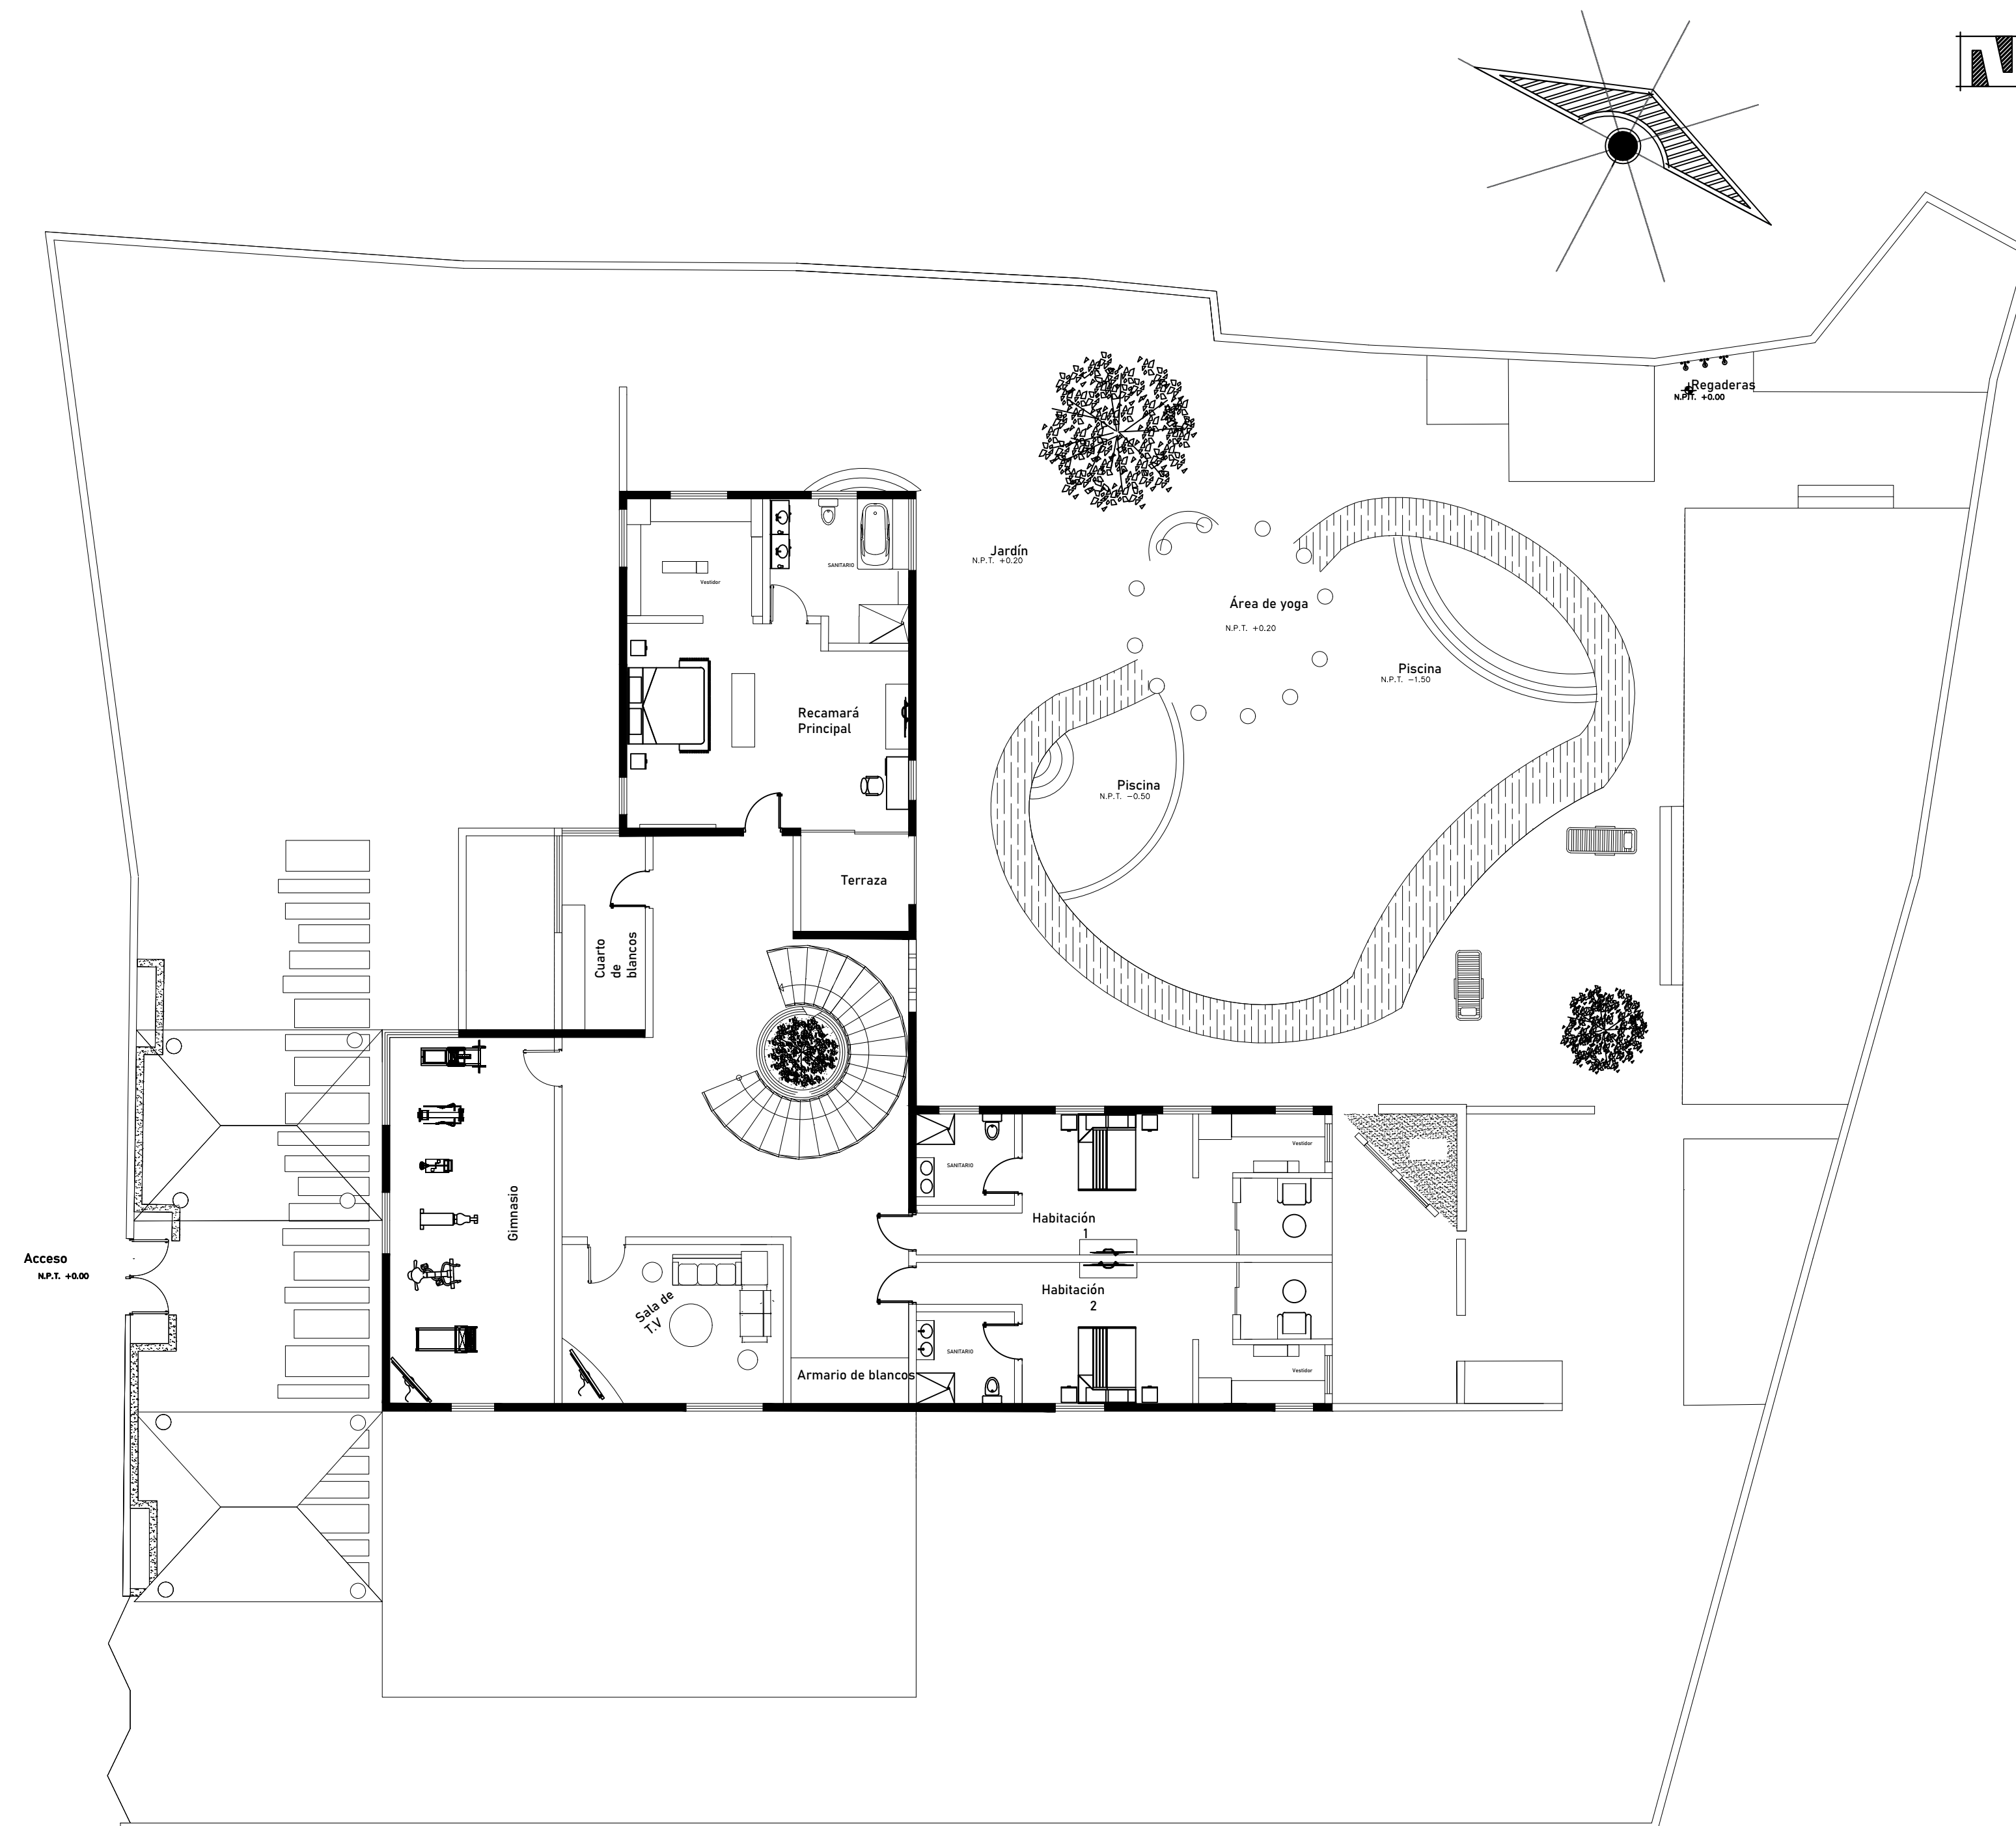 Regaderas
N.P.T. +0.00
Jardín
N.P.T. +0.20
SANITARIO
Vestidor
Área de yoga
N.P.T. +0.20
Piscina
N.P.T. −1.50
Recamará
Principal
Piscina
N.P.T. −0.50
Terraza
Cuarto
de
blancos
Gimnasio
SANITARIO
Vestidor
Habitación
1
Acceso
N.P.T. +0.00
Habitación
2
Sala de
T.V
SANITARIO
Vestidor
Armario de blancos